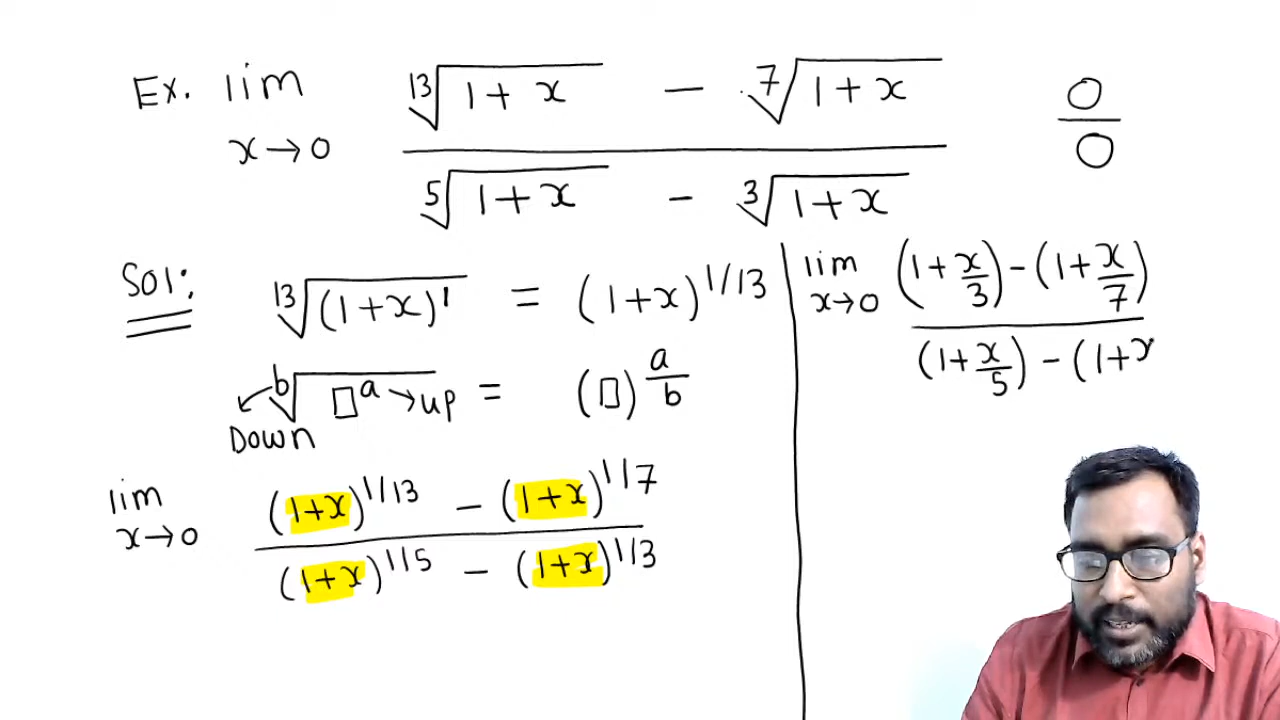 Ex. lim x→0 (¹³√(1+x) − ⁷√(1+x)) / (⁵√(1+x) − ³√(1+x)) 0/0
Sol:
¹³√(1+x)¹ = (1+x)^1/13
ᵇ√□ᵃ →up = (□)^a/b
Down
lim x→0 ((1+x)^1/13 − (1+x)^1/7) / ((1+x)^1/5 − (1+x)^1/3)
lim x→0 ((1+x/3) − (1+x/7)) / ((1+x/5) − (1+x